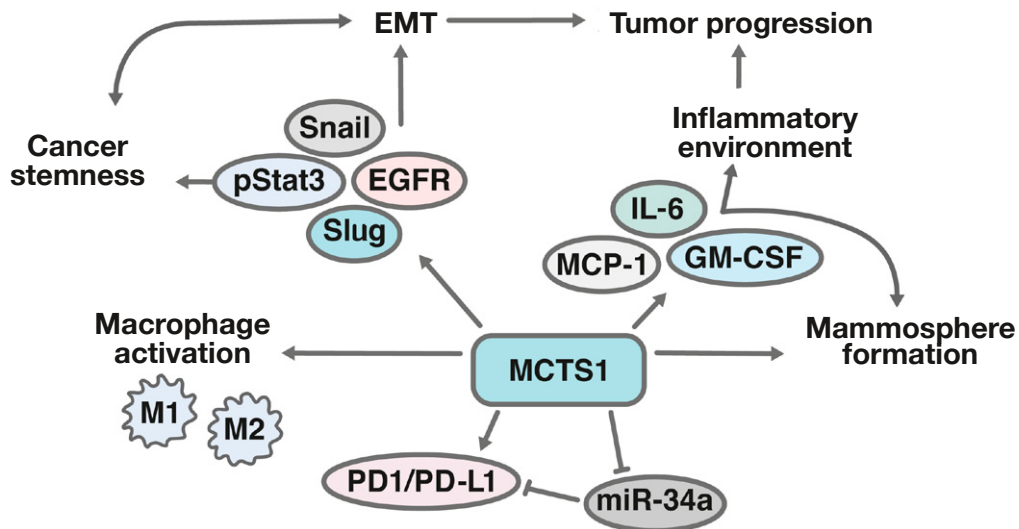 EMT
Tumor progression
Snail
Cancer
stemness
pStat3
EGFR
Slug
Inflammatory
environment
IL-6
MCP-1
GM-CSF
Macrophage
activation
M1
M2
MCTS1
Mammosphere
formation
PD1/PD-L1
miR-34a